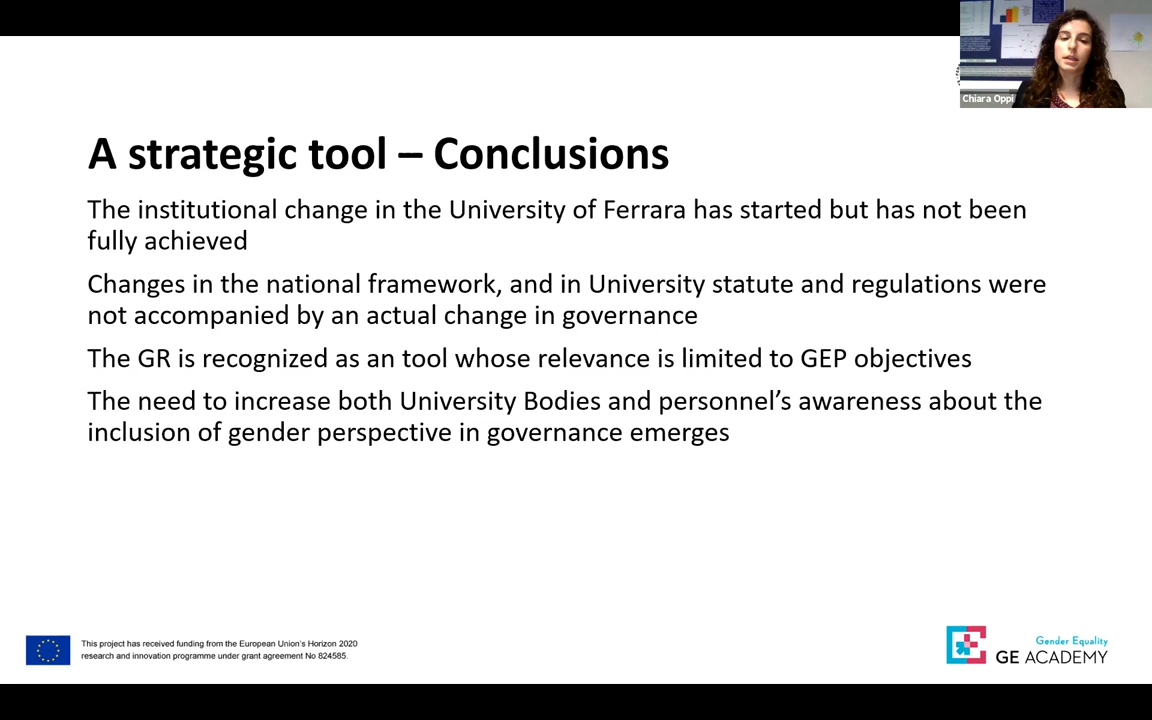 Chiara Oppi
A strategic tool – Conclusions
The institutional change in the University of Ferrara has started but has not been
fully achieved
Changes in the national framework, and in University statute and regulations were
not accompanied by an actual change in governance
The GR is recognized as an tool whose relevance is limited to GEP objectives
The need to increase both University Bodies and personnel’s awareness about the
inclusion of gender perspective in governance emerges
This project has received funding from the European Union’s Horizon 2020
research and innovation programme under grant agreement No 824585.
Gender Equality
GE ACADEMY